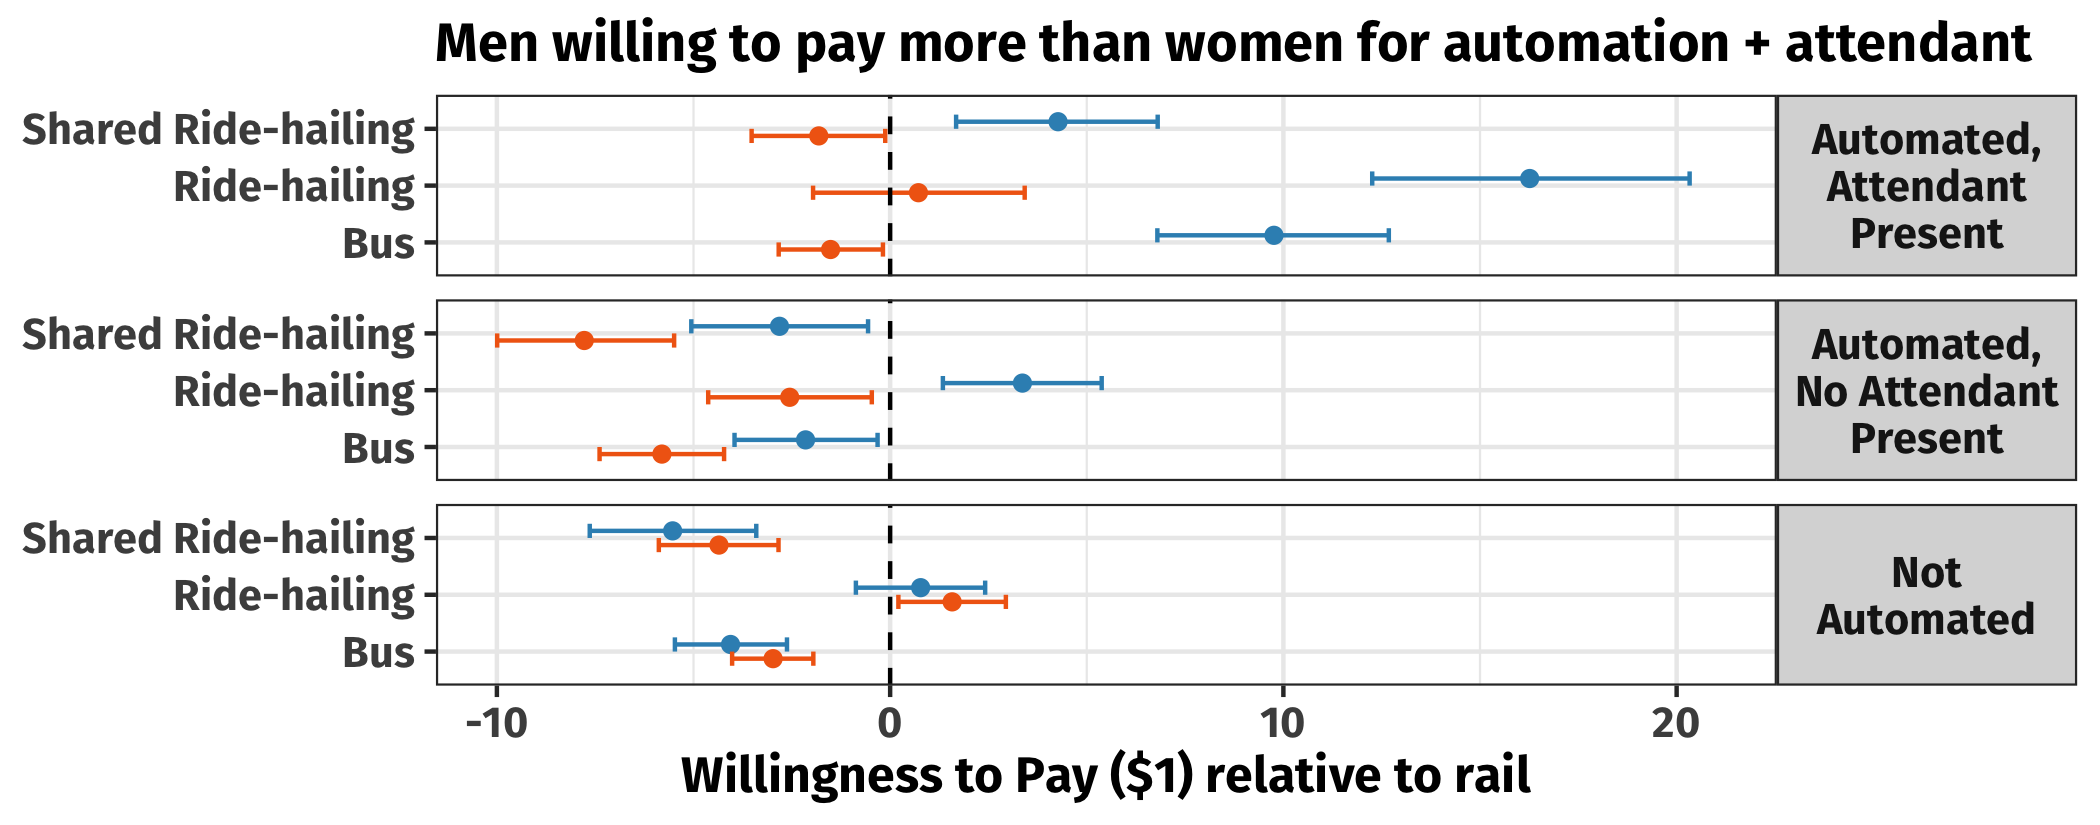 Men willing to pay more than women for automation + attendant
Shared Ride-hailing
Ride-hailing
Bus
Automated,
Attendant
Present
Shared Ride-hailing
Ride-hailing
Bus
Automated,
No Attendant
Present
Shared Ride-hailing
Ride-hailing
Bus
Not
Automated
-10
0
10
20
Willingness to Pay ($1) relative to rail